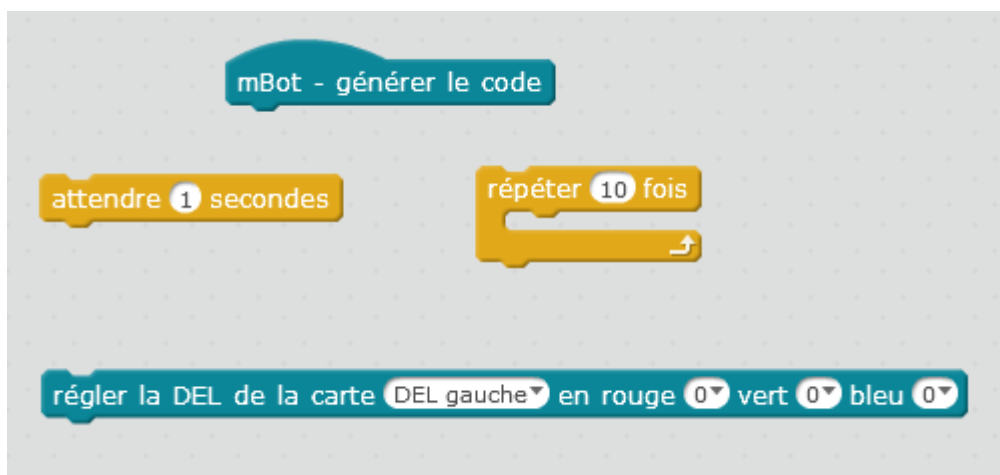 mBot - générer le code
attendre 1 secondes
répéter 10 fois
régler la DEL de la carte DEL gauche en rouge 0 vert 0 bleu 0